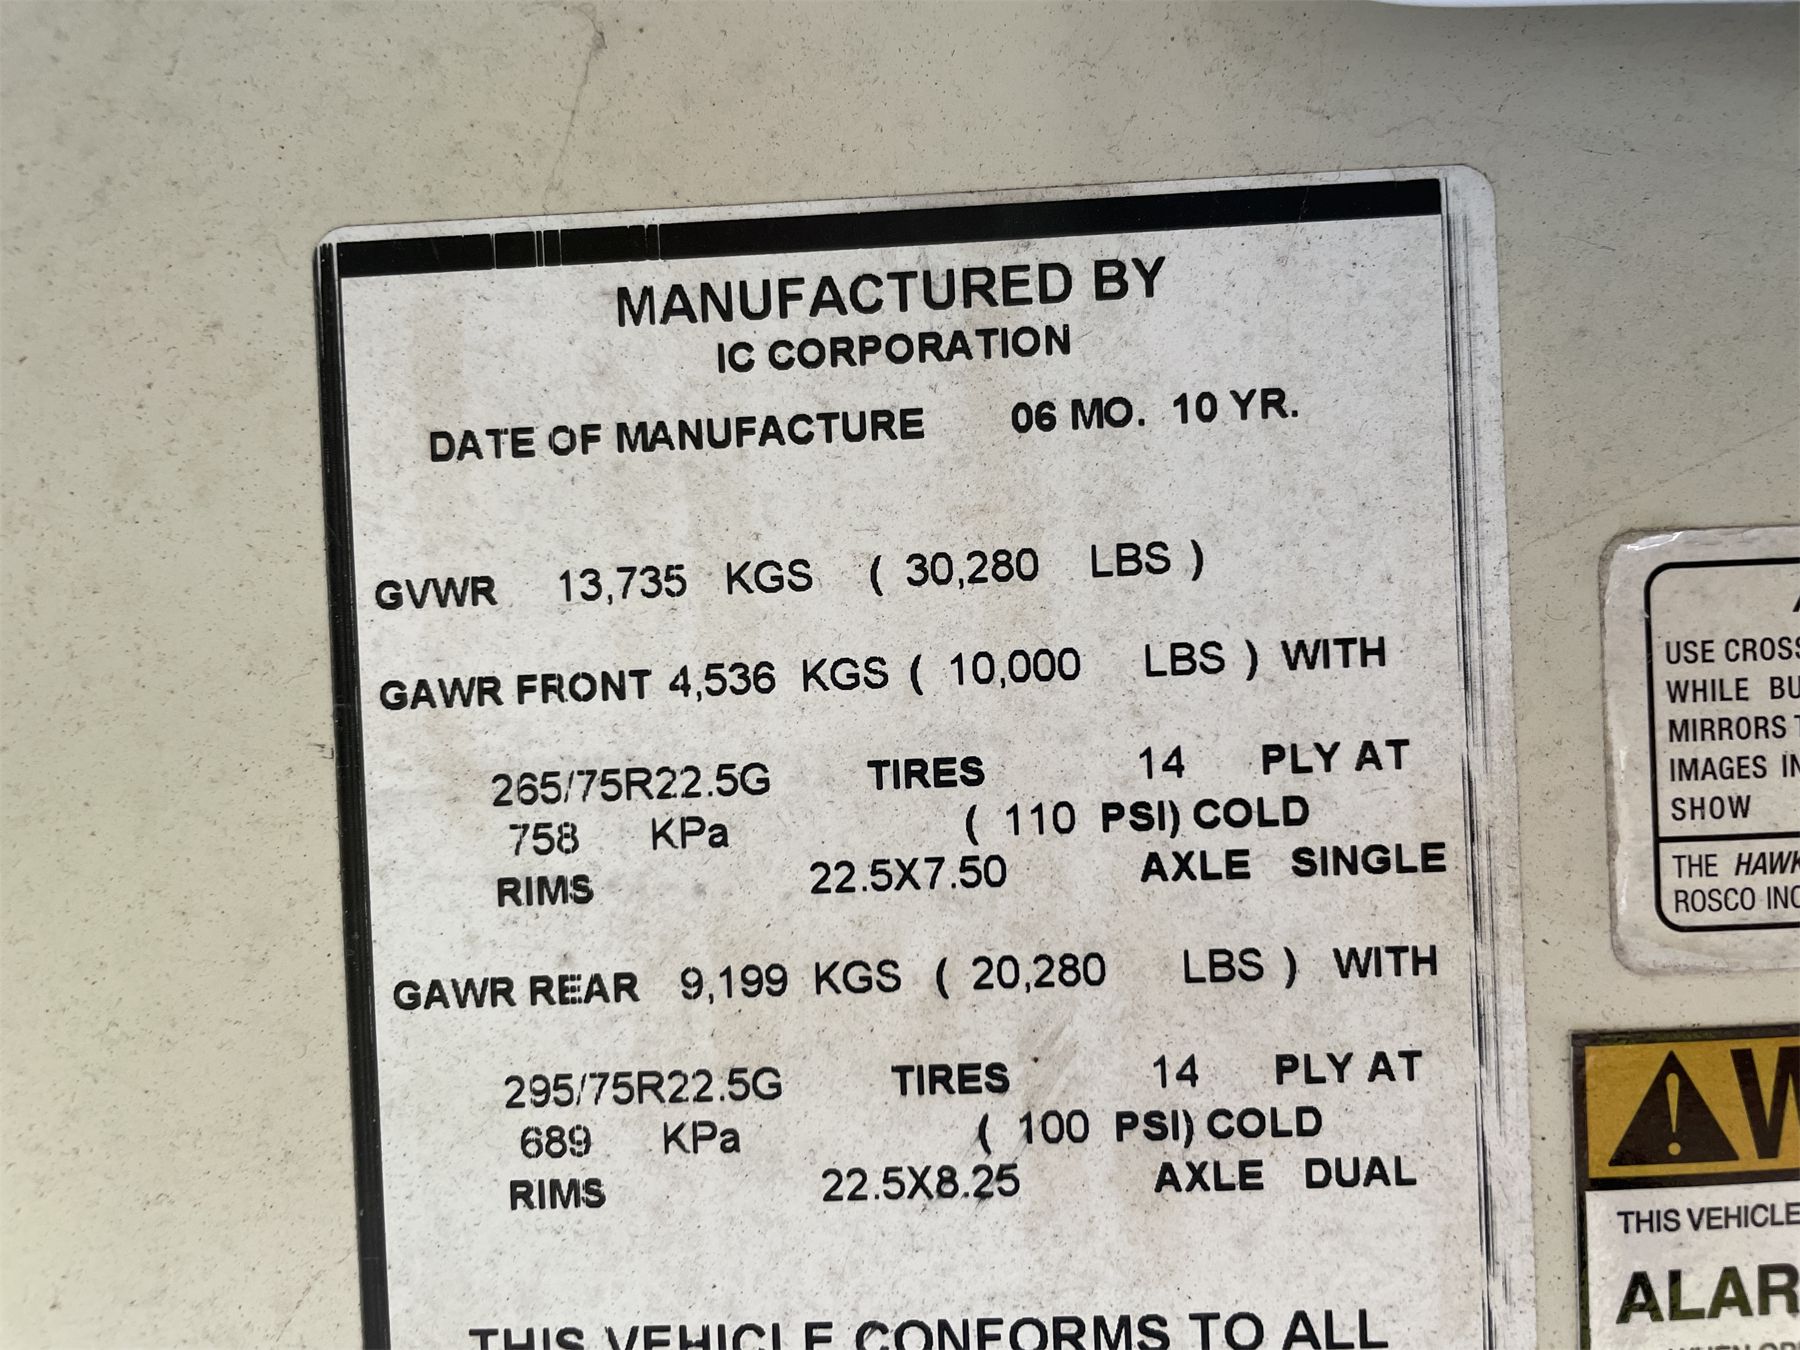 MANUFACTURED BY
IC CORPORATION
DATE OF MANUFACTURE 06 MO. 10 YR.
GVWR 13,735 KGS ( 30,280 LBS )
GAWR FRONT 4,536 KGS ( 10,000 LBS ) WITH
265/75R22.5G TIRES 14 PLY AT
758 KPa ( 110 PSI) COLD
RIMS 22.5X7.50 AXLE SINGLE
GAWR REAR 9,199 KGS ( 20,280 LBS ) WITH
295/75R22.5G TIRES 14 PLY AT
689 KPa ( 100 PSI) COLD
RIMS 22.5X8.25 AXLE DUAL
THIS VEHICLE CONFORMS TO ALL
USE CROSS
WHILE BU
MIRRORS T
IMAGES IN
SHOW
THE HAWK
ROSCO INC
W
THIS VEHICLE
ALAR